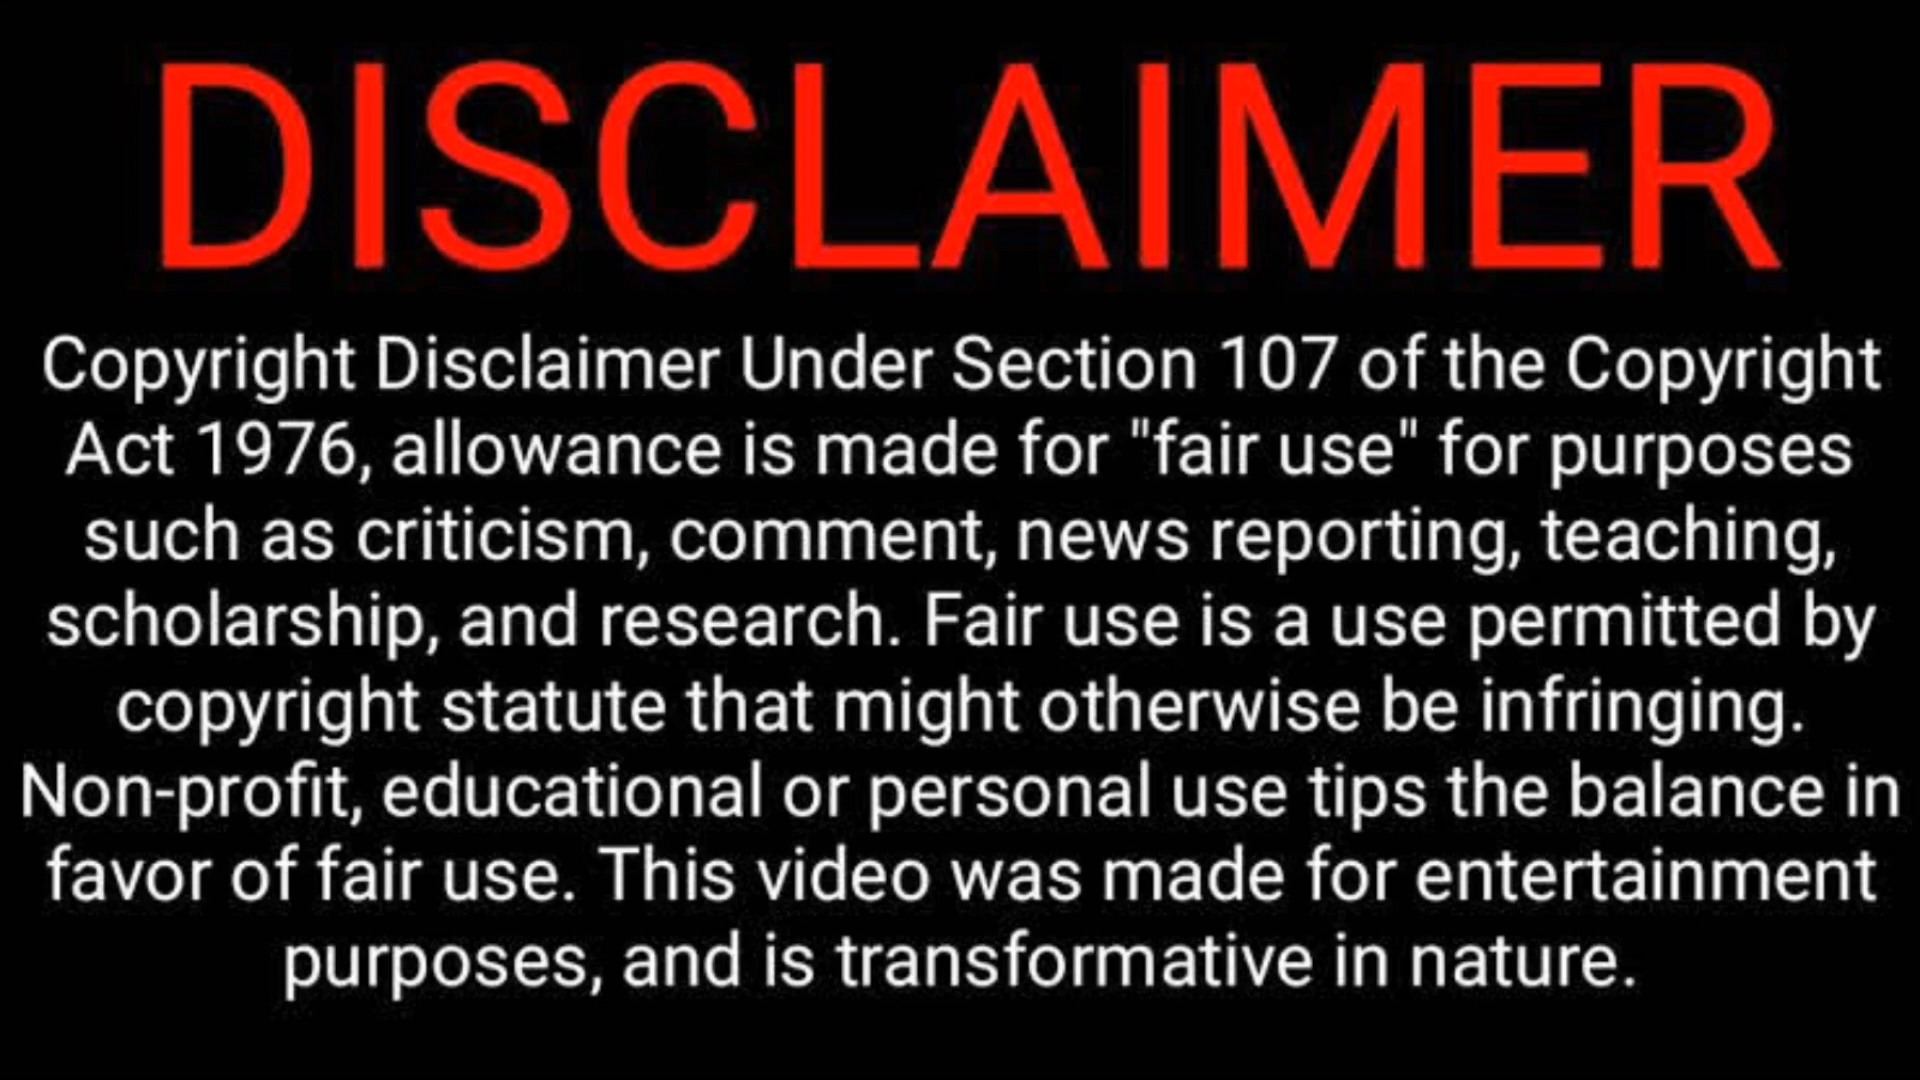 DISCLAIMER
Copyright Disclaimer Under Section 107 of the Copyright
Act 1976, allowance is made for "fair use" for purposes
such as criticism, comment, news reporting, teaching,
scholarship, and research. Fair use is a use permitted by
copyright statute that might otherwise be infringing.
Non-profit, educational or personal use tips the balance in
favor of fair use. This video was made for entertainment
purposes, and is transformative in nature.